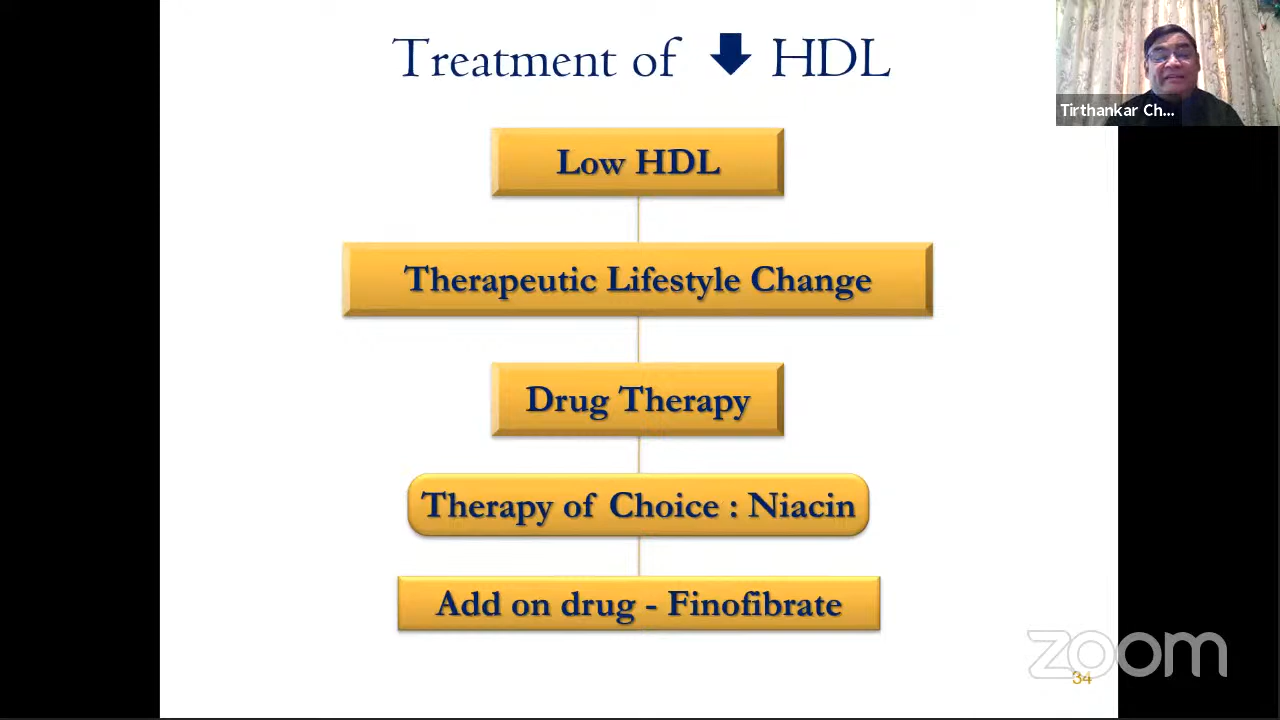 Treatment of HDL
Tirthankar Ch...
Low HDL
Therapeutic Lifestyle Change
Drug Therapy
Therapy of Choice : Niacin
Add on drug - Finofibrate
zoom
34